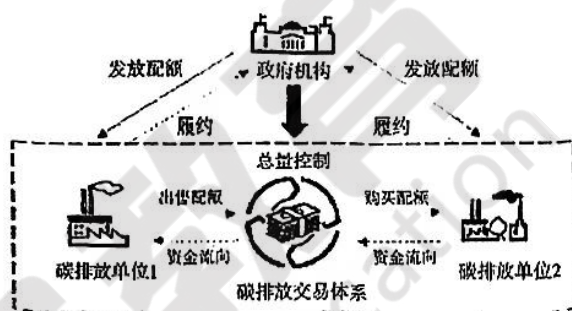 发放配额
政府机构
发放配额
履约
履约
总量控制
出售配额
购买配额
资金流向
资金流向
碳排放单位1
碳排放交易体系
碳排放单位2